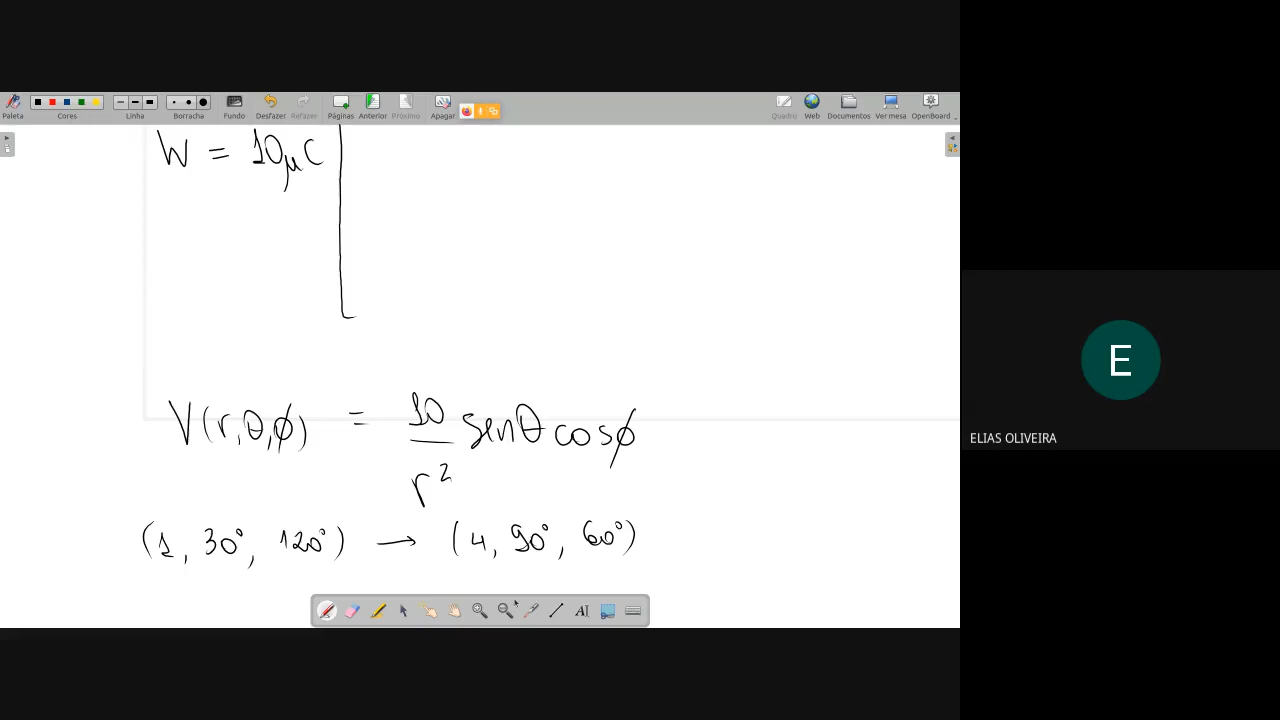 Paleta Cores Linha Borracha Fundo Desfazer Refazer Páginas Anterior Próximo Apagar Quadro Web Documentos Ver mesa OpenBoard
W = 10μC
V(r,θ,ϕ) = 10/r² senθ cosϕ
(1, 30°, 120°) → (4, 90°, 60°)
E
ELIAS OLIVEIRA